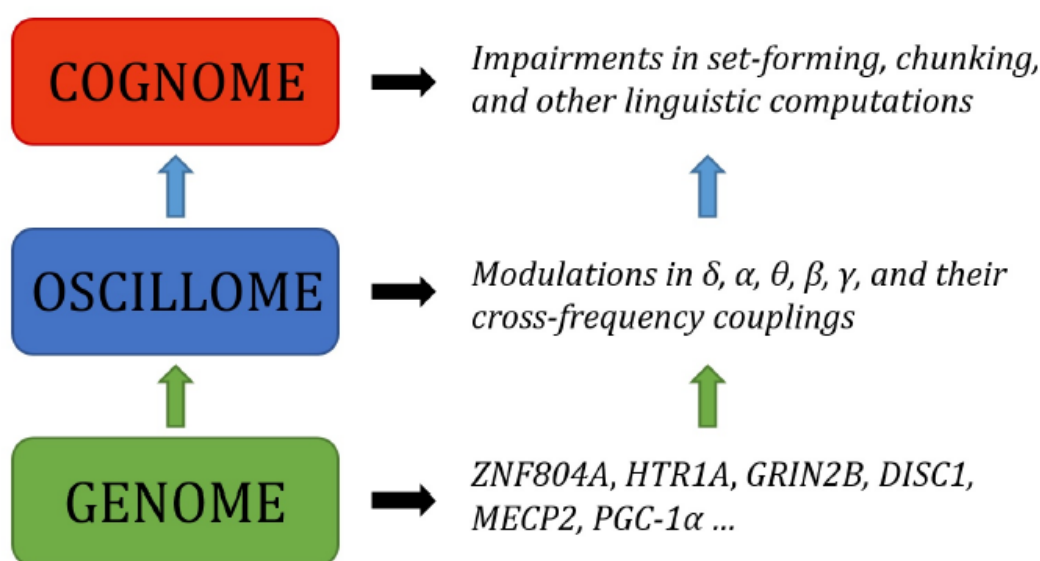 COGNOME
Impairments in set-forming, chunking,
and other linguistic computations
OSCILLOME
Modulations in δ, α, θ, β, γ, and their
cross-frequency couplings
GENOME
ZNF804A, HTR1A, GRIN2B, DISC1,
MECP2, PGC-1α ...